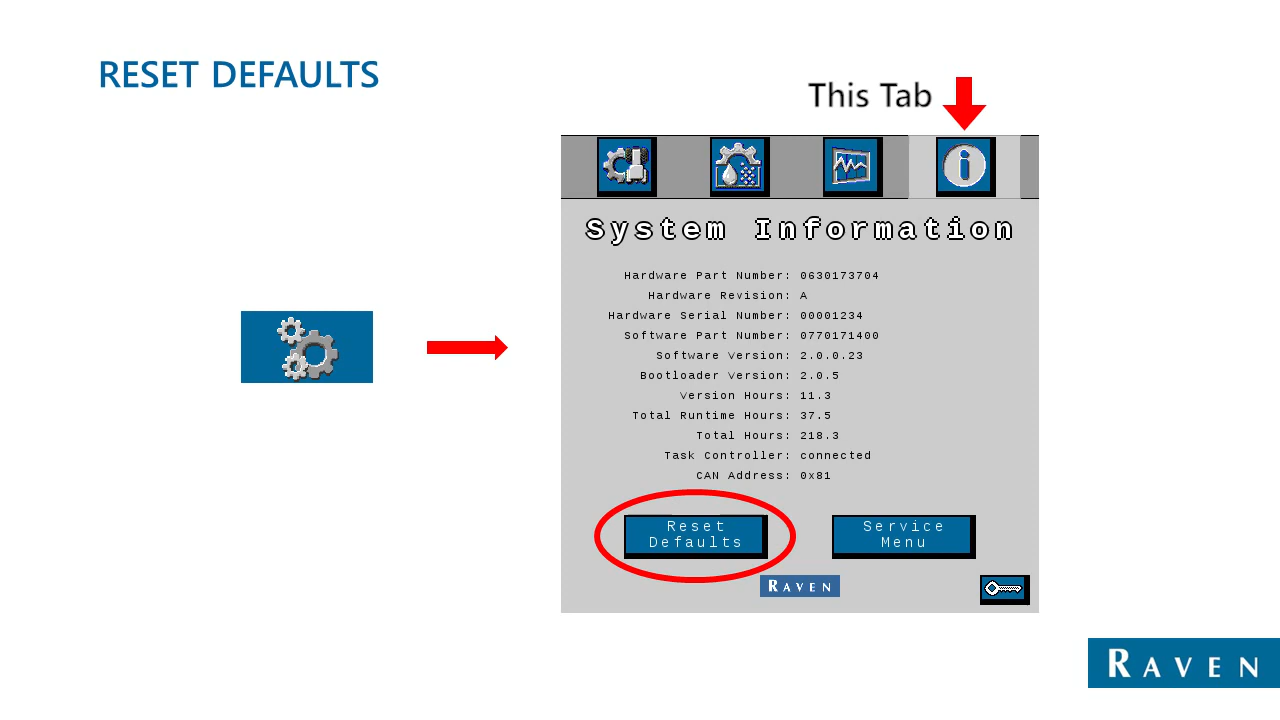 RESET DEFAULTS
This Tab
System Information
Hardware Part Number: 0630173704
Hardware Revision: A
Hardware Serial Number: 00001234
Software Part Number: 0770171400
Software Version: 2.0.0.23
Bootloader Version: 2.0.5
Version Hours: 11.3
Total Runtime Hours: 37.5
Total Hours: 218.3
Task Controller: connected
CAN Address: 0x81
Reset
Defaults
Service
Menu
RAVEN
RAVEN